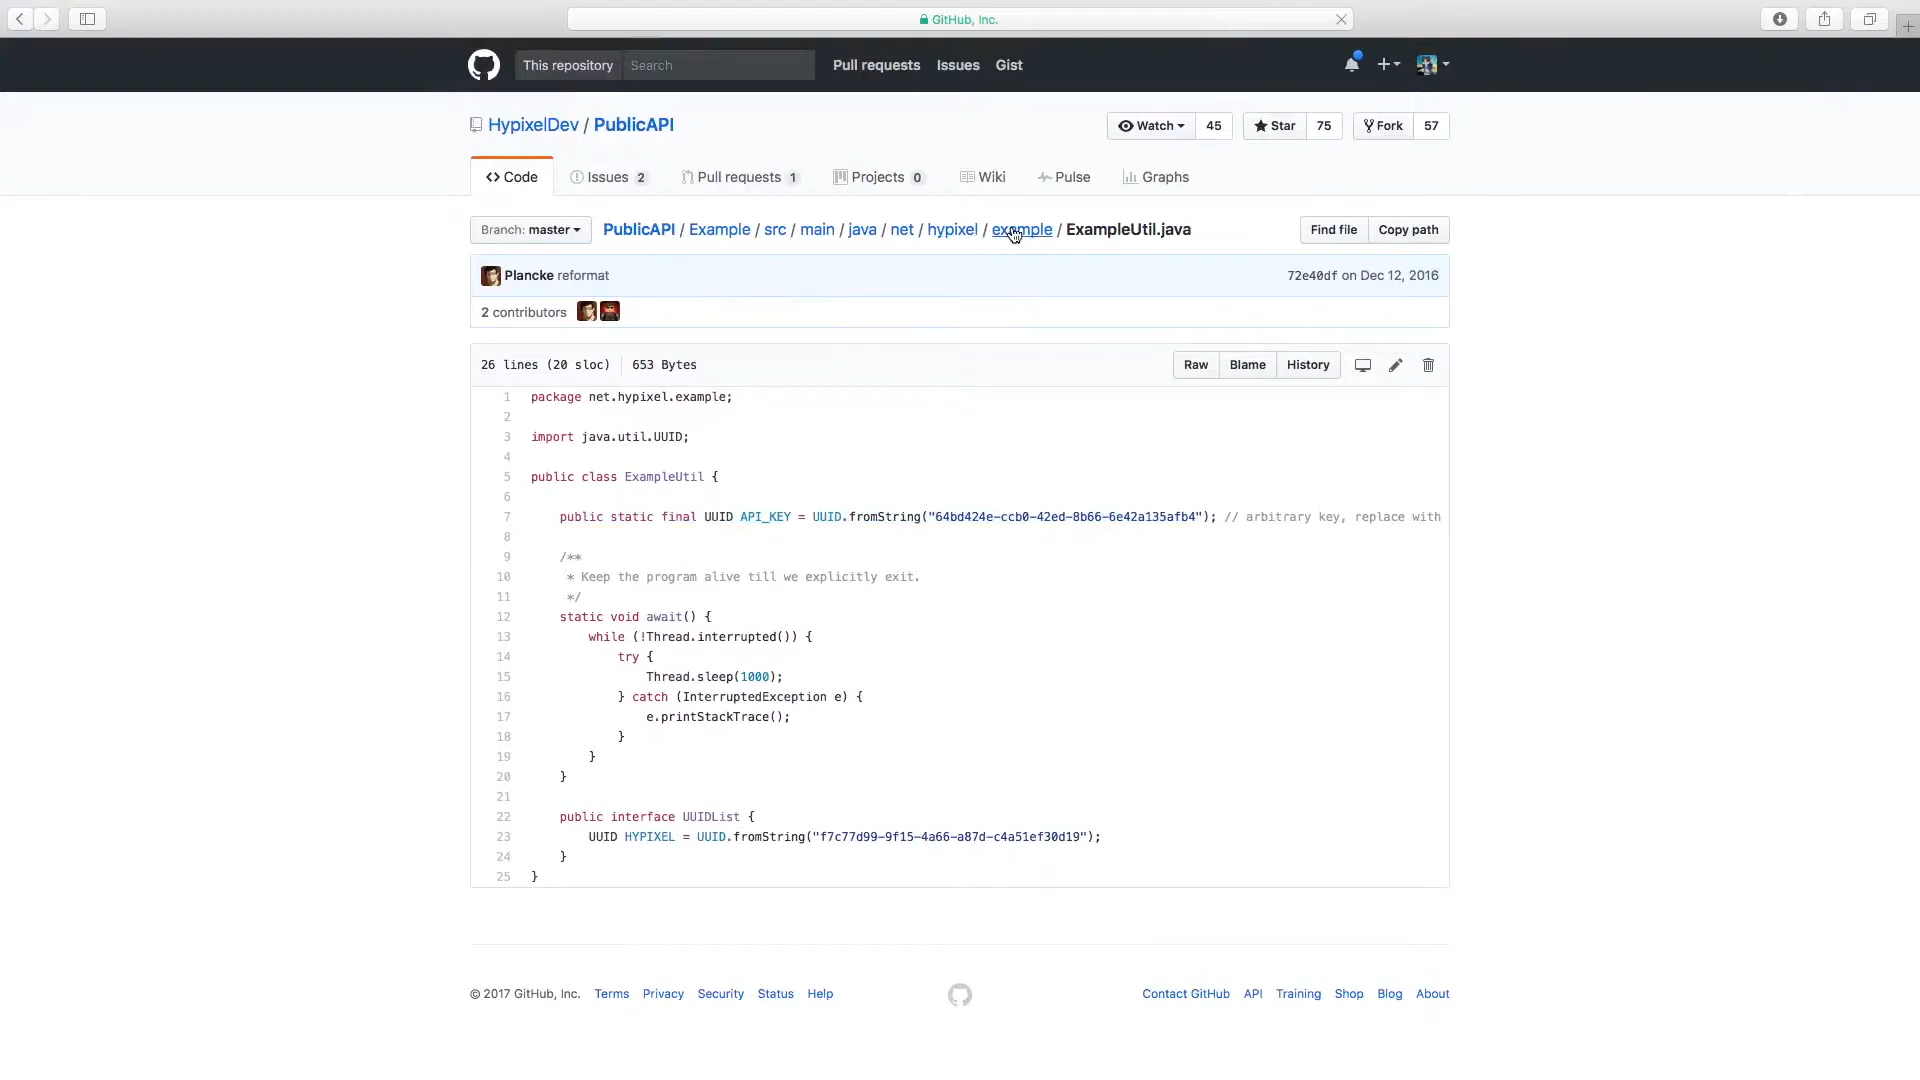 GitHub, Inc.
This repository Search Pull requests Issues Gist
HypixelDev / PublicAPI Watch 45 Star 75 Fork 57
Code Issues 2 Pull requests 1 Projects 0 Wiki Pulse Graphs
Branch: master PublicAPI / Example / src / main / java / net / hypixel / example / ExampleUtil.java Find file Copy path
Plancke reformat 72e40df on Dec 12, 2016
2 contributors
26 lines (20 sloc) 653 Bytes Raw Blame History
1 package net.hypixel.example;
2
3 import java.util.UUID;
4
5 public class ExampleUtil {
6
7 public static final UUID API_KEY = UUID.fromString("64bd424e-ccb0-42ed-8b66-6e42a135afb4"); // arbitrary key, replace with
8
9 /**
10 * Keep the program alive till we explicitly exit.
11 */
12 static void await() {
13 while (!Thread.interrupted()) {
14 try {
15 Thread.sleep(1000);
16 } catch (InterruptedException e) {
17 e.printStackTrace();
18 }
19 }
20 }
21
22 public interface UUIDList {
23 UUID HYPIXEL = UUID.fromString("f7c77d99-9f15-4a66-a87d-c4a51ef30d19");
24 }
25 }
© 2017 GitHub, Inc. Terms Privacy Security Status Help Contact GitHub API Training Shop Blog About